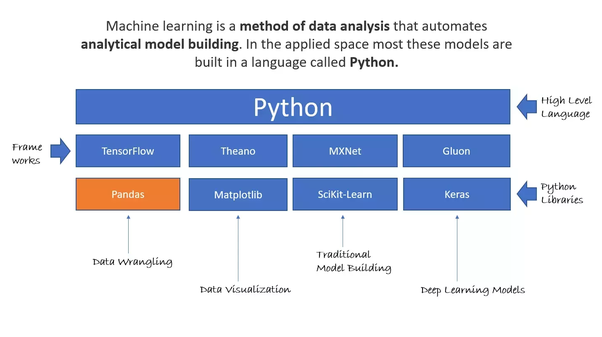 Machine learning is a method of data analysis that automates
analytical model building. In the applied space most these models are
built in a language called Python.
Python
High Level
Language
Frame
works
TensorFlow
Theano
MXNet
Gluon
Pandas
Matplotlib
SciKit-Learn
Keras
Python
Libraries
Data Wrangling
Data Visualization
Traditional
Model Building
Deep Learning Models